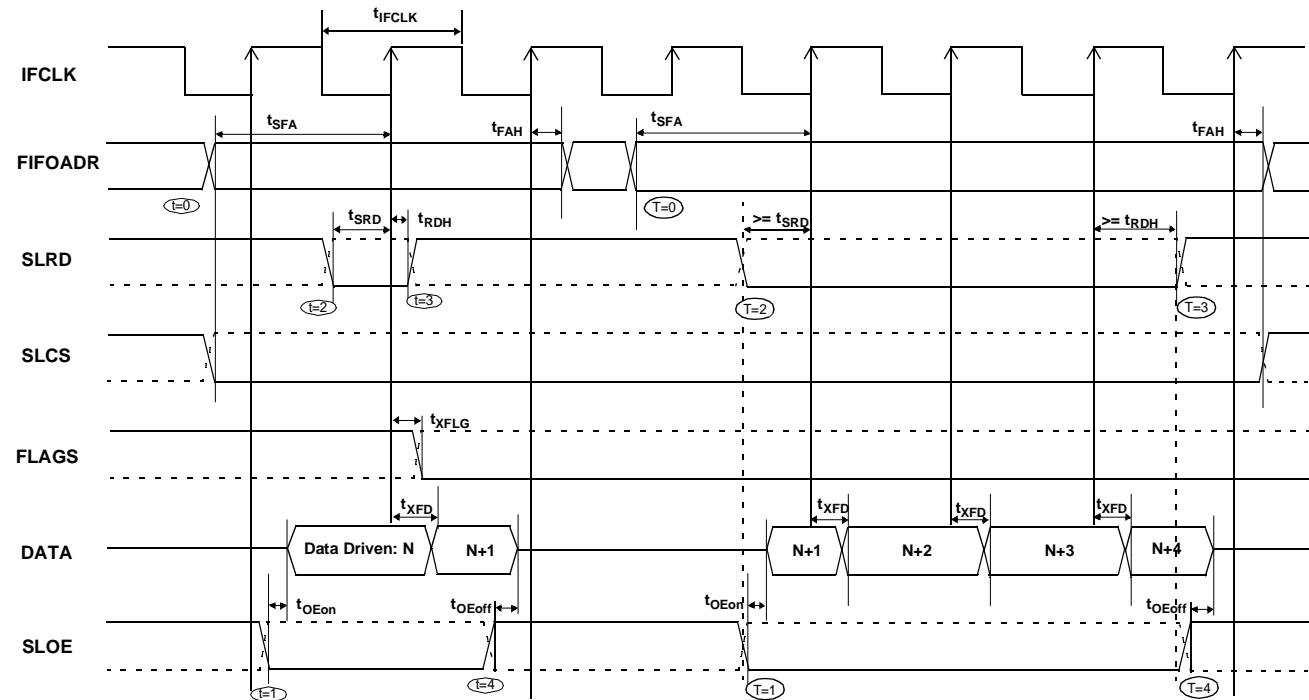 tIFCLK
IFCLK
tSFA
tFAH
tSFA
tFAH
FIFOADR
t=0
T=0
tSRD
tRDH
>= tSRD
>= tRDH
SLRD
t=2
t=3
T=2
T=3
SLCS
tXFLG
FLAGS
tXFD
tXFD
tXFD
tXFD
DATA
Data Driven: N
N+1
N+1
N+2
N+3
N+4
tOEon
tOEoff
tOEon
tOEoff
SLOE
t=1
t=4
T=1
T=4